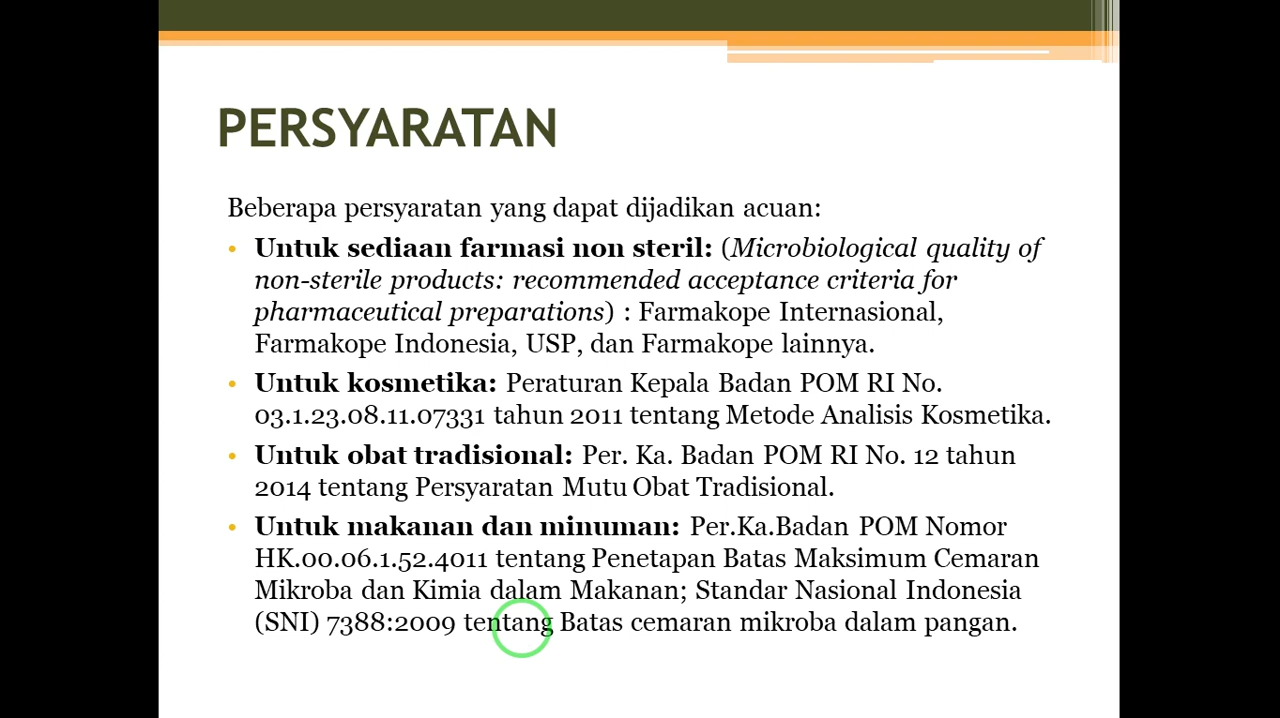 PERSYARATAN
Beberapa persyaratan yang dapat dijadikan acuan:
• Untuk sediaan farmasi non steril: (Microbiological quality of
non-sterile products: recommended acceptance criteria for
pharmaceutical preparations) : Farmakope Internasional,
Farmakope Indonesia, USP, dan Farmakope lainnya.
• Untuk kosmetika: Peraturan Kepala Badan POM RI No.
03.1.23.08.11.07331 tahun 2011 tentang Metode Analisis Kosmetika.
• Untuk obat tradisional: Per. Ka. Badan POM RI No. 12 tahun
2014 tentang Persyaratan Mutu Obat Tradisional.
• Untuk makanan dan minuman: Per.Ka.Badan POM Nomor
HK.00.06.1.52.4011 tentang Penetapan Batas Maksimum Cemaran
Mikroba dan Kimia dalam Makanan; Standar Nasional Indonesia
(SNI) 7388:2009 tentang Batas cemaran mikroba dalam pangan.